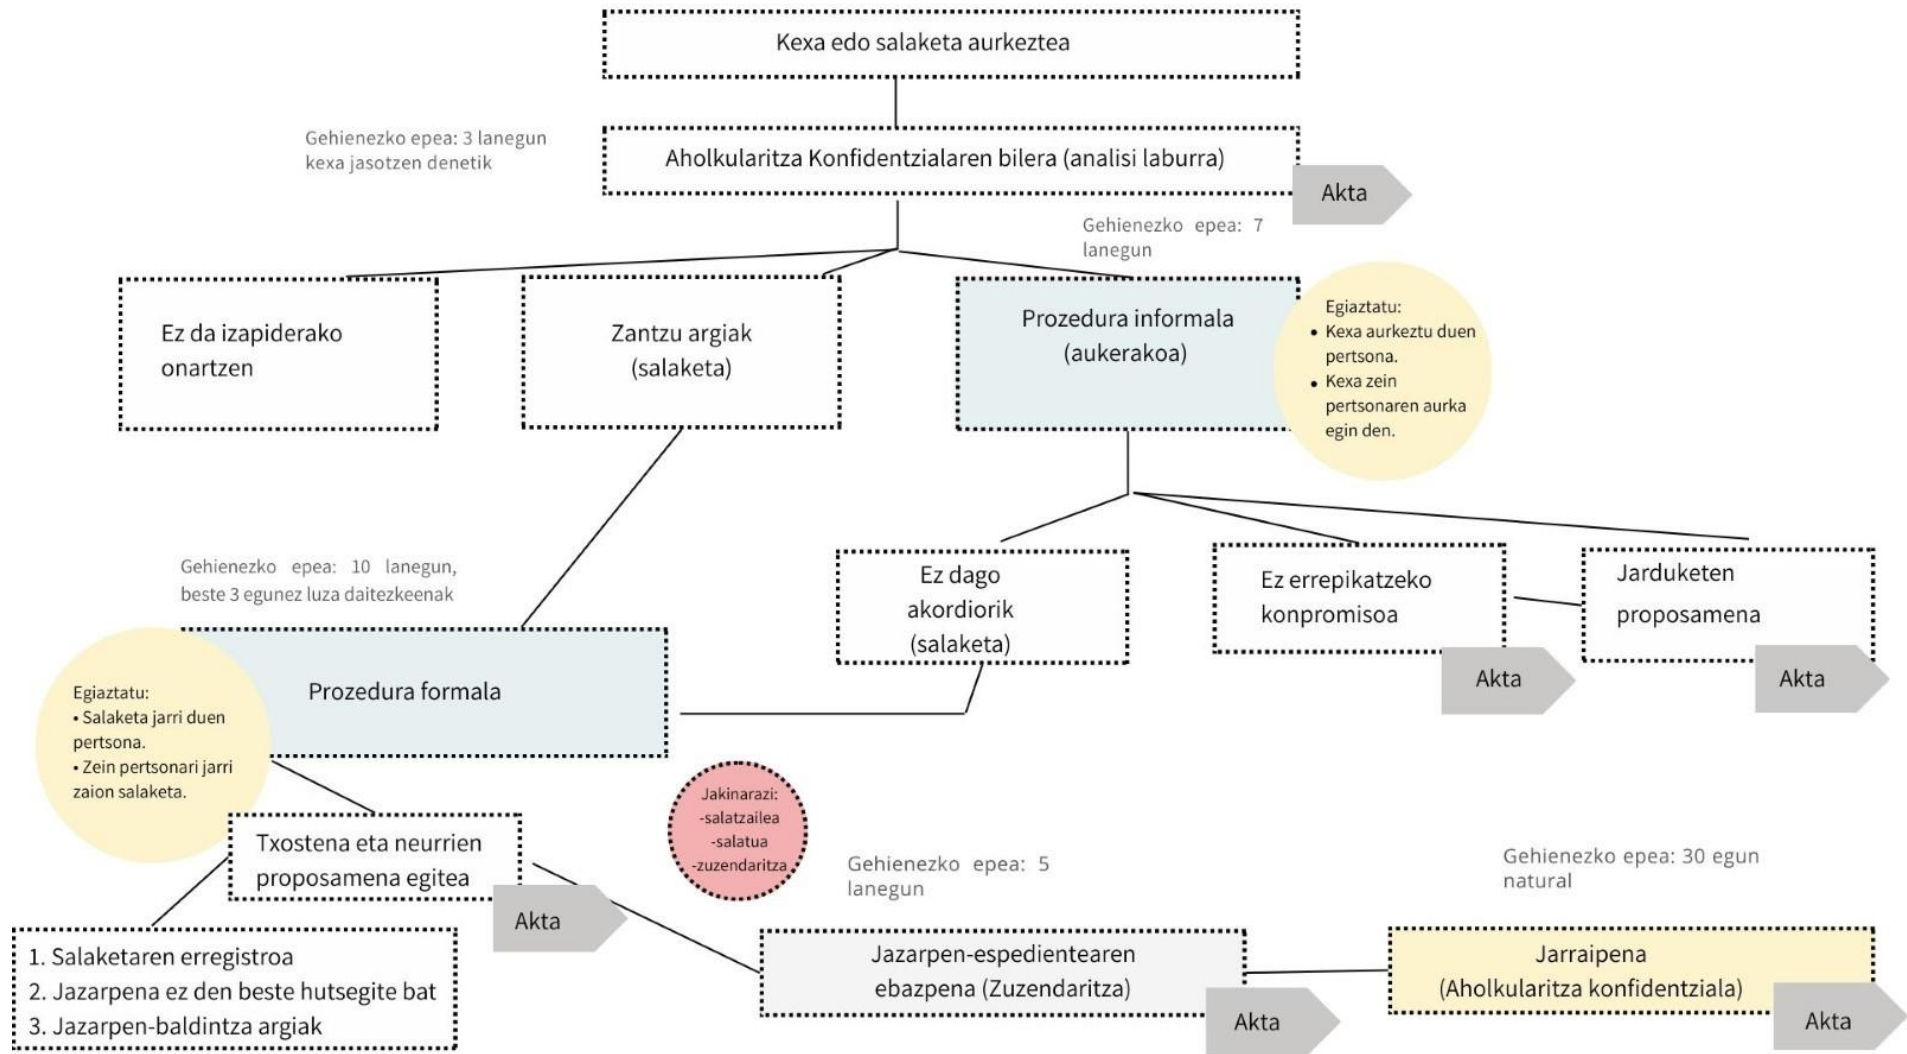 Kexa edo salaketa aurkeztea
Gehienezko epea: 3 lanegun
kexa jasotzen denetik
Aholkularitza Konfidentzialaren bilera (analisi laburra)
Akta
Gehienezko epea: 7
lanegun
Ez da izapiderako
onartzen
Zantzu argiak
(salaketa)
Prozedura informala
(aukerakoa)
Egiaztatu:
• Kexa aurkeztu duen
pertsona.
• Kexa zein
pertsonaren aurka
egin den.
Gehienezko epea: 10 lanegun,
beste 3 egunez luza daitezkeenak
Ez dago
akordiorik
(salaketa)
Ez errepikatzeko
konpromisoa
Akta
Jarduketen
proposamena
Akta
Egiaztatu:
• Salaketa jarri duen
pertsona.
• Zein pertsonari jarri
zaion salaketa.
Prozedura formala
Jakinarazi:
-salatzailea
-salatua
-zuzendaritza
Txostena eta neurrien
proposamena egitea
Akta
Gehienezko epea: 5
lanegun
Gehienezko epea: 30 egun
natural
1. Salaketaren erregistroa
2. Jazarpena ez den beste hutsegite bat
3. Jazarpen-baldintza argiak
Jazarpen-espedientearen
ebazpena (Zuzendaritza)
Akta
Jarraipena
(Aholkularitza konfidentziala)
Akta